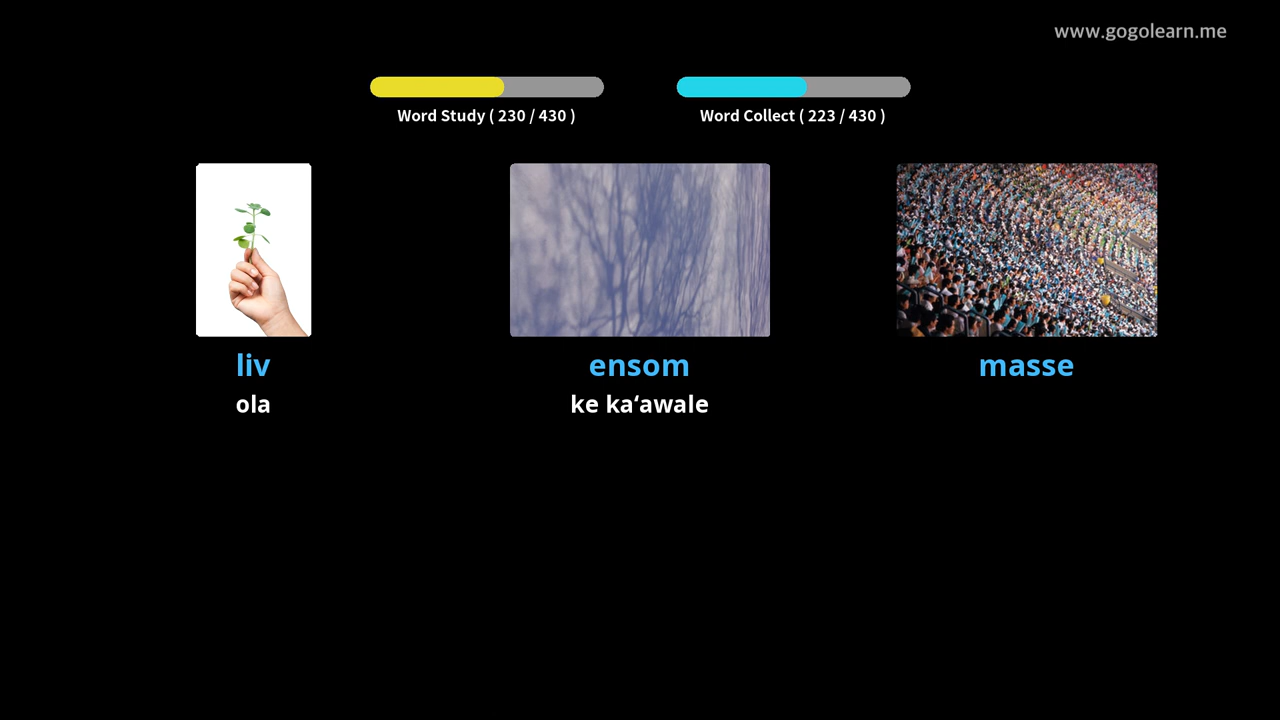 www.gogolearn.me
Word Study ( 230 / 430 )
Word Collect ( 223 / 430 )
liv
ola
ensom
ke kaʻawale
masse